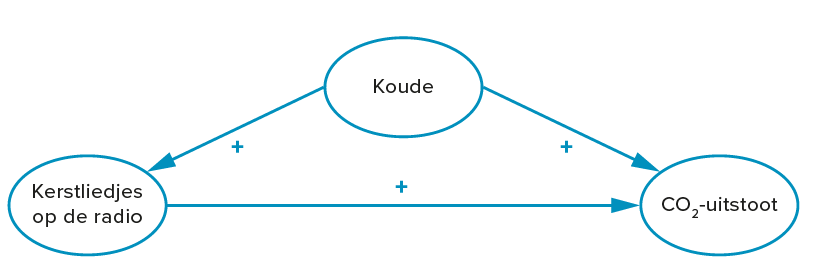 Koude
+
+
+
Kerstliedjes
op de radio
CO₂-uitstoot